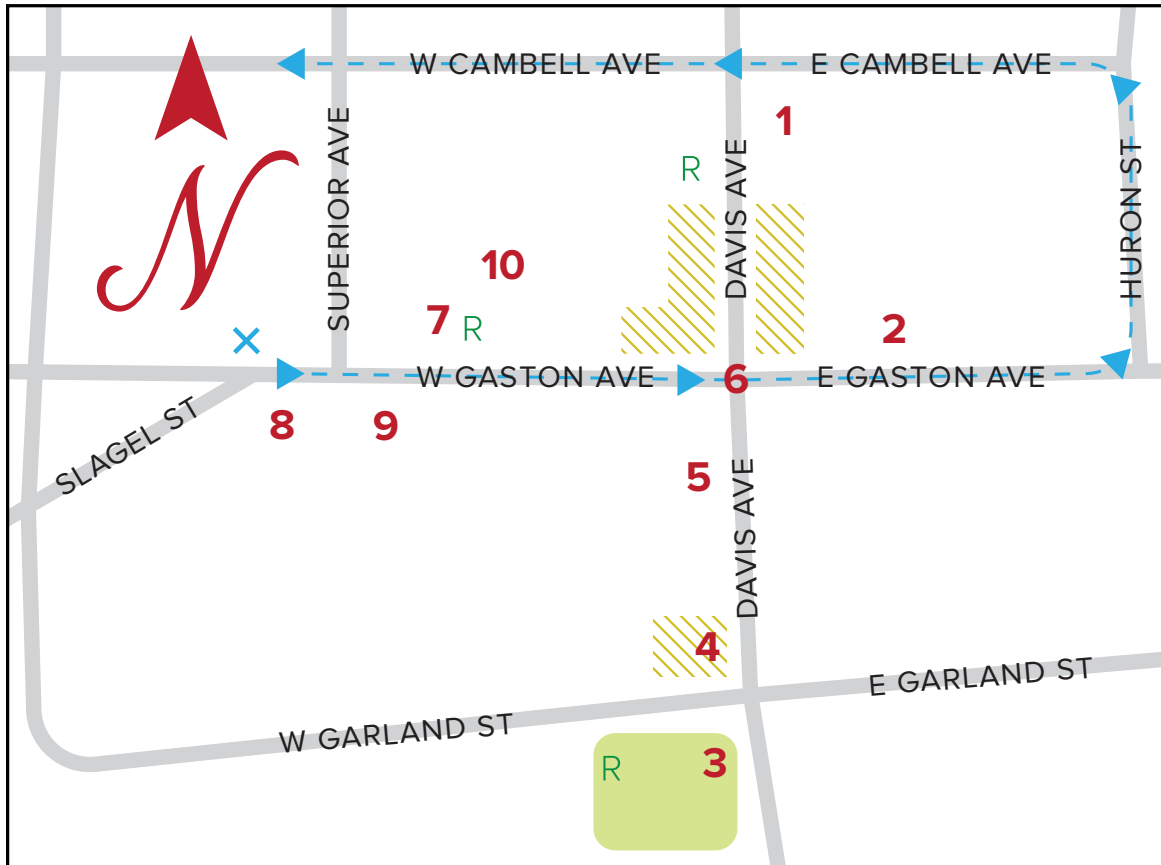 W CAMBELL AVE
E CAMBELL AVE
1
R
SUPERIOR AVE
DAVIS AVE
HURON ST
N
10
7
R
2
W GASTON AVE
6
E GASTON AVE
8
9
SLAGEL ST
5
DAVIS AVE
4
E GARLAND ST
W GARLAND ST
R
3